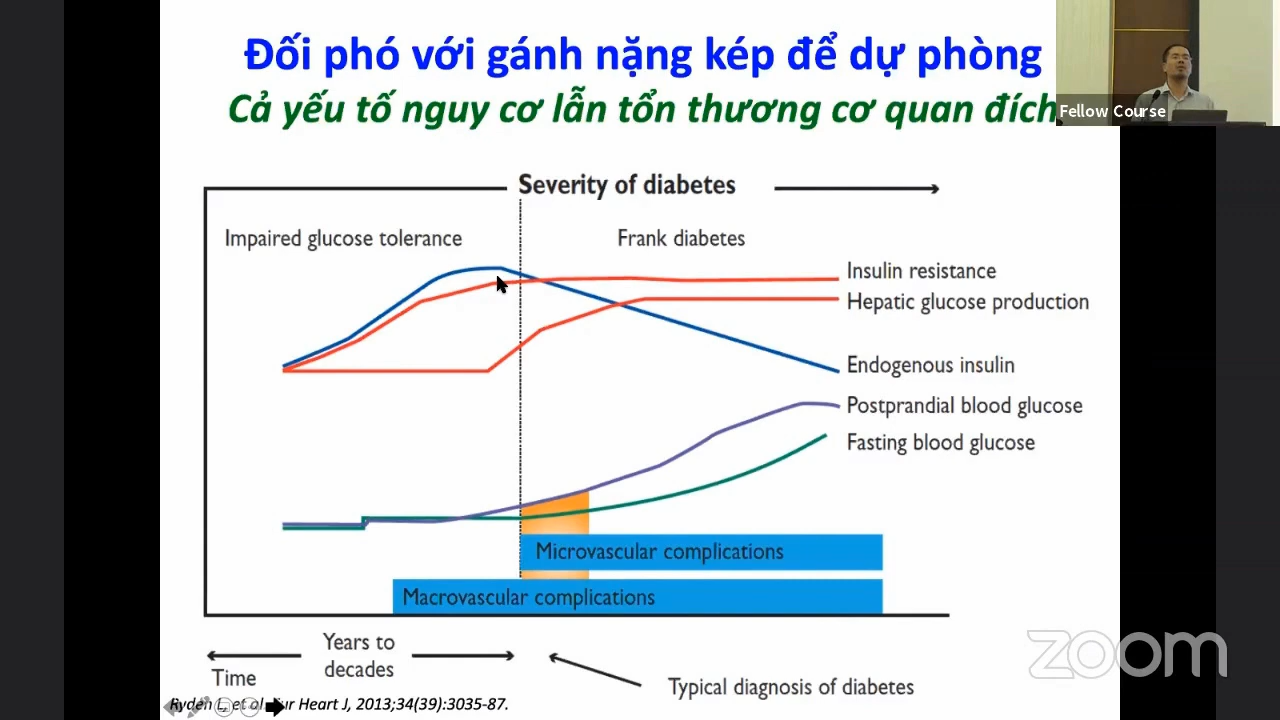 Đối phó với gánh nặng kép để dự phòng
Cả yếu tố nguy cơ lẫn tổn thương cơ quan đích
Fellow Course
Severity of diabetes
Impaired glucose tolerance
Frank diabetes
Insulin resistance
Hepatic glucose production
Endogenous insulin
Postprandial blood glucose
Fasting blood glucose
Microvascular complications
Macrovascular complications
Years to
decades
Time
Typical diagnosis of diabetes
Heart J, 2013;34(39):3035-87.
zoom